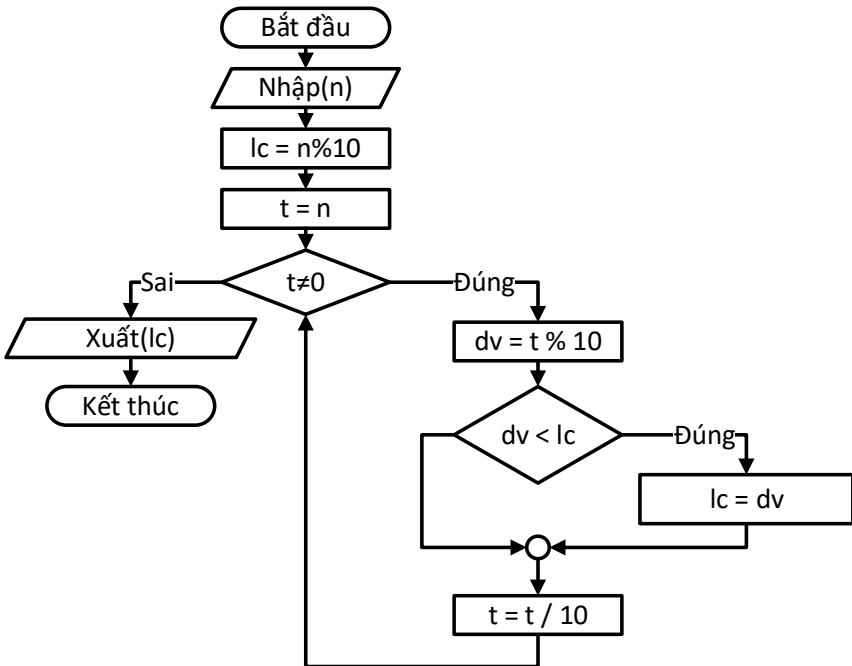 Bắt đầu
Nhập(n)
lc = n%10
t = n
Sai
t≠0
Đúng
Xuất(lc)
dv = t % 10
Kết thúc
dv < lc
Đúng
lc = dv
t = t / 10